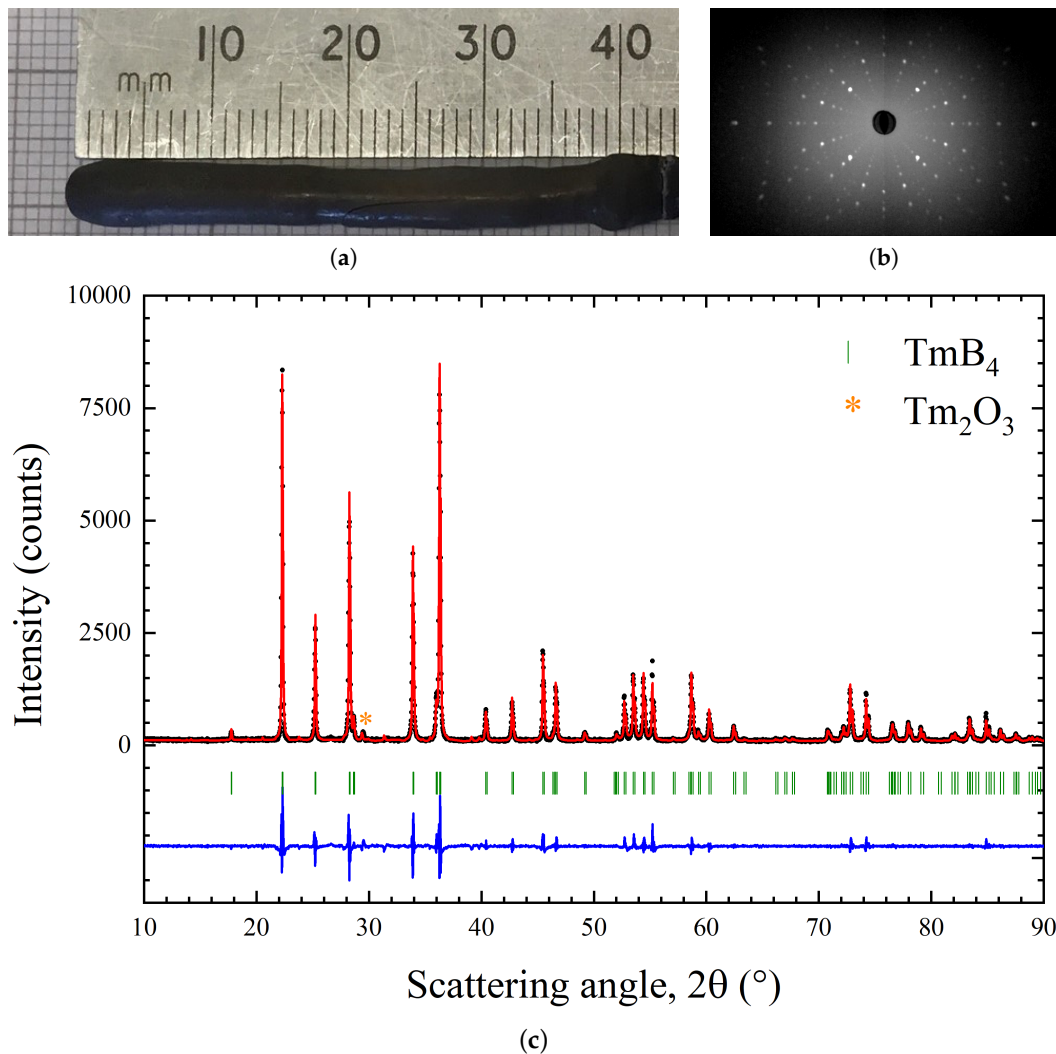 10 20 30 40
mm
(a)
(b)
10000
7500
5000
2500
0
Intensity (counts)
TmB₄
* Tm₂O₃
*
10 20 30 40 50 60 70 80 90
Scattering angle, 2θ (°)
(c)